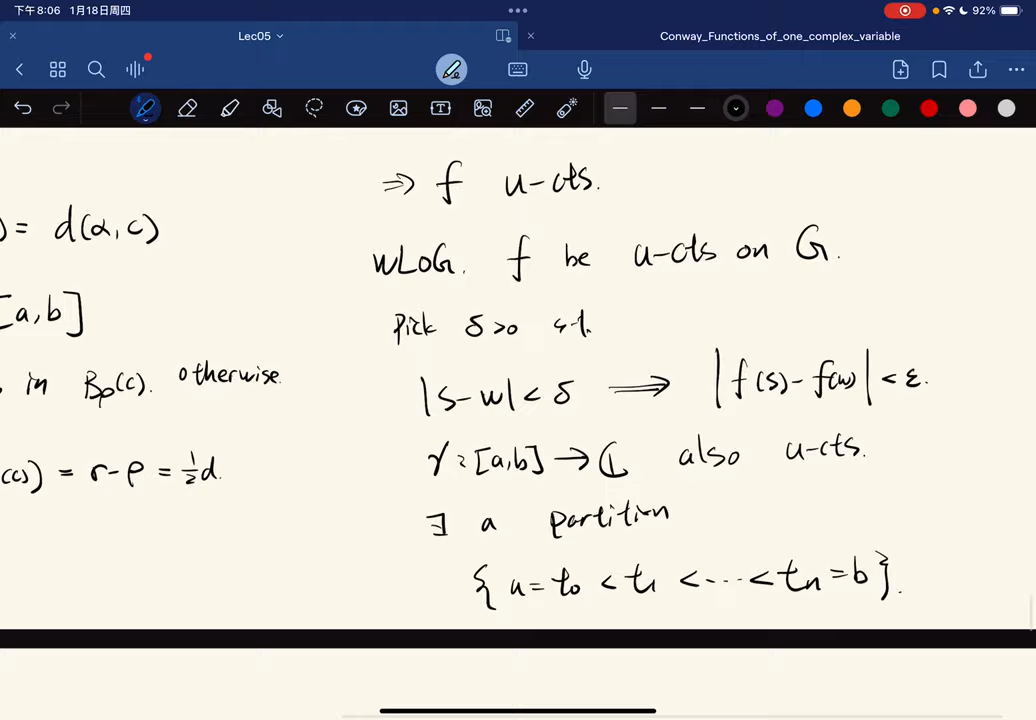 下午8:06 1月18日周四
92%
Lec05
Conway_Functions_of_one_complex_variable
) = d(α,c)
[a,b]
in Bρ(c). otherwise.
(c)) = r-ρ = ½d.
⇒ f u-cts.
WLOG. f be u-cts on G.
Pick δ>0 s.t.
|s-w|<δ ⟹ |f(s)-f(w)|<ε.
γ:[a,b]→ℂ also u-cts.
∃ a partition
{a=t₀<t₁<···<tₙ=b}.